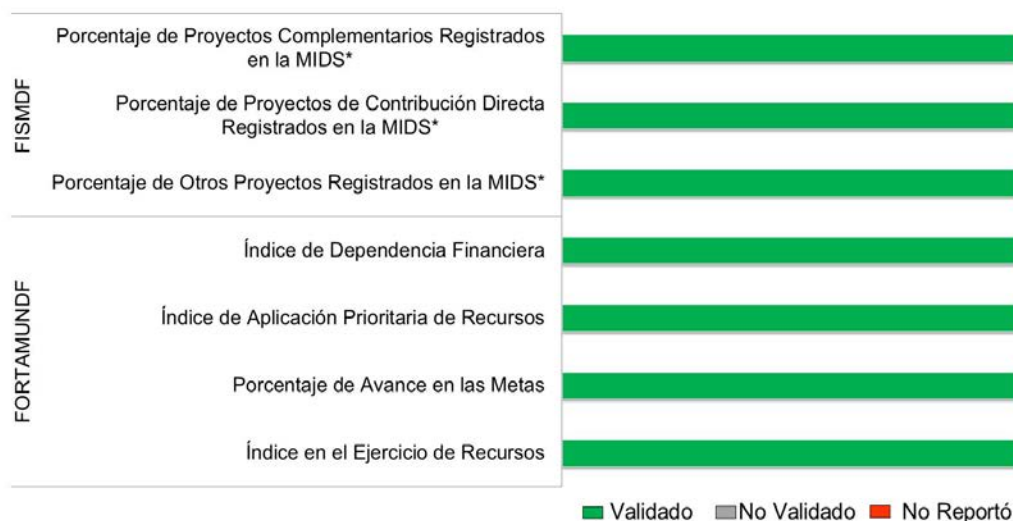 FISMDF
Porcentaje de Proyectos Complementarios Registrados
en la MIDS*
Porcentaje de Proyectos de Contribución Directa
Registrados en la MIDS*
Porcentaje de Otros Proyectos Registrados en la MIDS*
FORTAMUNDF
Índice de Dependencia Financiera
Índice de Aplicación Prioritaria de Recursos
Porcentaje de Avance en las Metas
Índice en el Ejercicio de Recursos
Validado No Validado No Reportó